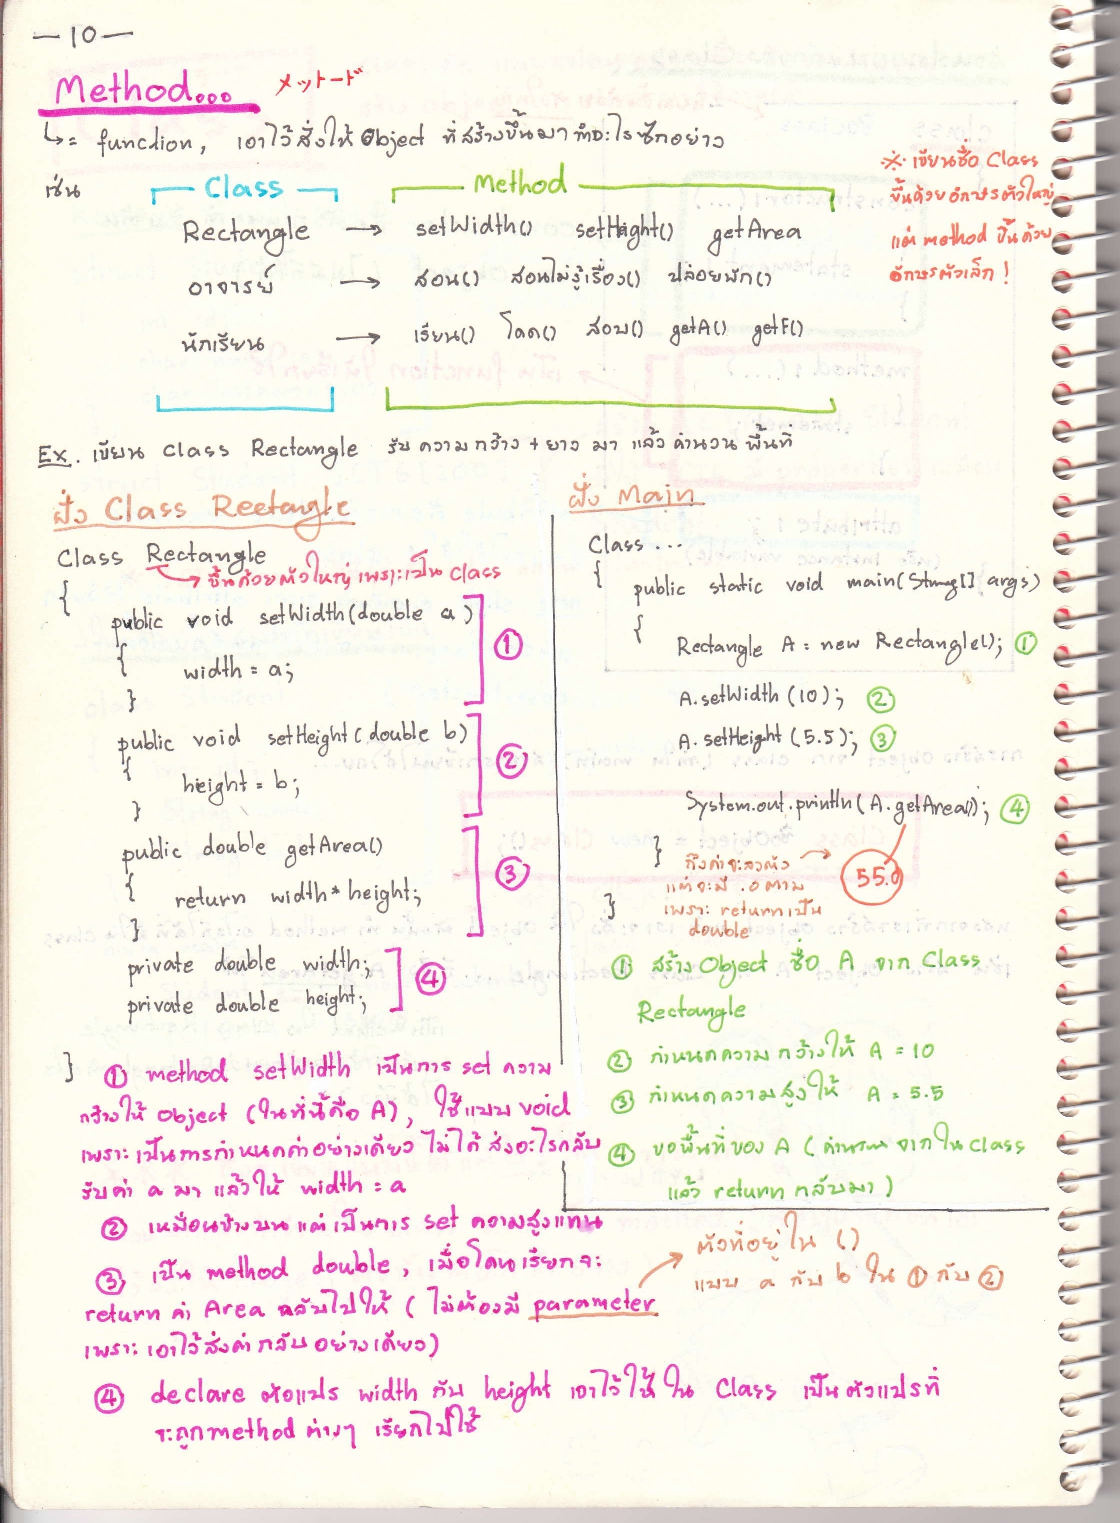 —10—
Method...
メットード
↳= function, เอาไว้สั่งให้ Object ที่สร้างขึ้นมา ทำอะไรซักอย่าง
เช่น
Class
Method
Rectangle → setWidth() setHeight() getArea
อาจารย์ → สอน() สอนไม่รู้เรื่อง() ปล่อยพัก()
นักเรียน → เรียน() โดด() สอบ() getA() getF()
※ เขียนชื่อ Class
ขึ้นด้วยอักษรตัวใหญ่
แต่ method ขึ้นด้วย
อักษรตัวเล็ก !
Ex. เขียน Class Rectangle รับความกว้าง + ยาว มา แล้วคำนวน พื้นที่
ฝั่ง Class Rectangle
Class Rectangle
→ ขึ้นด้วยตัวใหญ่ เพราะเป็น class
{
public void setWidth(double a)
{
width = a;
}
①
public void setHeight(double b)
{
height = b;
}
②
public double getArea()
{
return width * height;
}
③
private double width;
private double height;
④
}
ฝั่ง Main
Class ...
{
public static void main(String[] args)
{
Rectangle A = new Rectangle(); ①
A.setWidth(10); ②
A.setHeight(5.5); ③
System.out.println(A.getArea()); ④
}
ถึงค่าจะลงตัว → 55.0
แต่จะมี .0 ตาม
เพราะ return เป็น
double
}
① สร้าง Object ชื่อ A จาก Class
Rectangle
② กำหนดความกว้างให้ A = 10
③ กำหนดความสูงให้ A = 5.5
④ ขอพื้นที่ของ A (คำนวน จากใน Class
แล้ว return กลับมา)
① method setWidth เป็นการ set ความ
กว้างให้ object (ในที่นี้คือ A), ใช้แบบ void
เพราะเป็นการกำหนดค่าอย่างเดียว ไม่ได้ ส่งอะไรกลับ
รับค่า a มา แล้วให้ width = a
② เหมือนข้างบน แต่ เป็นการ set ความสูงแทน
③ เป็น method double, เมื่อโดนเรียกจะ
return ค่า Area กลับไปให้ (ไม่ต้องมี parameter
เพราะ เอาไว้ส่งค่ากลับอย่างเดียว)
ตัวที่อยู่ใน ()
แบบ a กับ b ใน ① กับ ②
④ declare ตัวแปร width กับ height เอาไว้ให้ ใน Class เป็นตัวแปรที่
จะถูก method ต่างๆ เรียกไปใช้